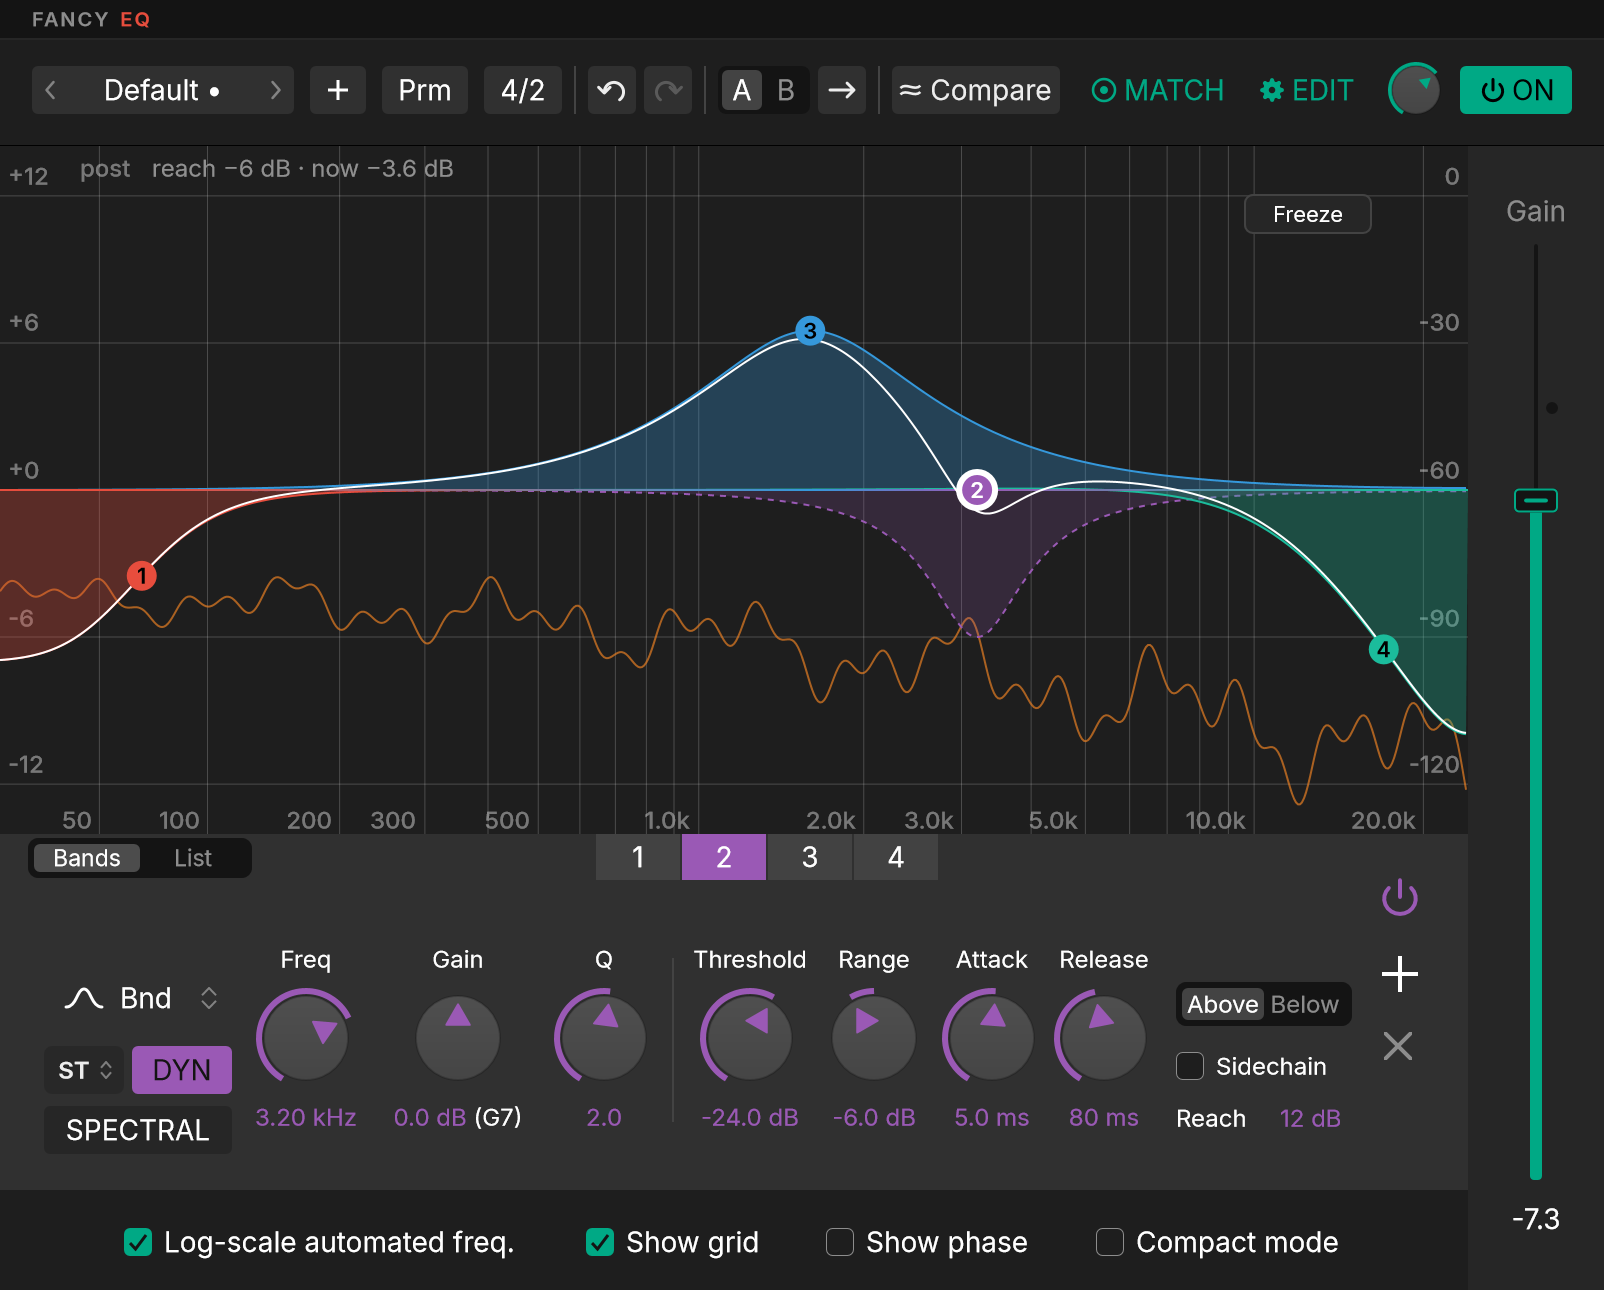 FANCY EQ
Default • + Prm 4/2 A B → ≈ Compare MATCH EDIT ON
post reach −6 dB · now −3.6 dB
+12 0
Freeze
Gain
+6 -30
3
+0 -60
2
1
-6 -90
4
-12 -120
50 100 200 300 500 1.0k 2.0k 3.0k 5.0k 10.0k 20.0k
Bands List 1 2 3 4
Freq Gain Q Threshold Range Attack Release
Bnd
Above Below
ST DYN
Sidechain
3.20 kHz 0.0 dB (G7) 2.0 -24.0 dB -6.0 dB 5.0 ms 80 ms
Reach 12 dB
SPECTRAL
-7.3
Log-scale automated freq. Show grid Show phase Compact mode